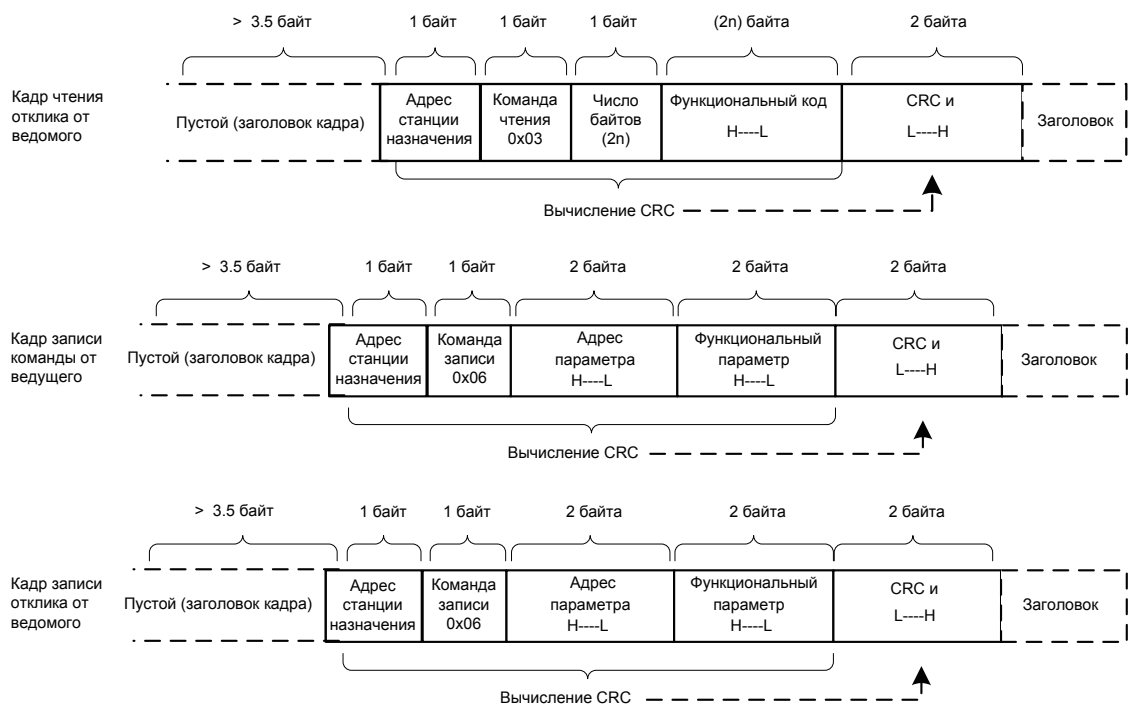 > 3.5 байт
1 байт
1 байт
1 байт
(2n) байта
2 байта
Кадр чтения
отклика от
ведомого
Пустой (заголовок кадра)
Адрес
станции
назначения
Команда
чтения
0x03
Число
байтов
(2n)
Функциональный код
H----L
CRC и
L----H
Заголовок
Вычисление CRC
> 3.5 байт
1 байт
1 байт
2 байта
2 байта
2 байта
Кадр записи
команды от
ведущего
Пустой (заголовок кадра)
Адрес
станции
назначения
Команда
записи
0x06
Адрес
параметра
H----L
Функциональный
параметр
H----L
CRC и
L----H
Заголовок
Вычисление CRC
> 3.5 байт
1 байт
1 байт
2 байта
2 байта
2 байта
Кадр записи
отклика от
ведомого
Пустой (заголовок кадра)
Адрес
станции
назначения
Команда
записи
0x06
Адрес
параметра
H----L
Функциональный
параметр
H----L
CRC и
L----H
Заголовок
Вычисление CRC